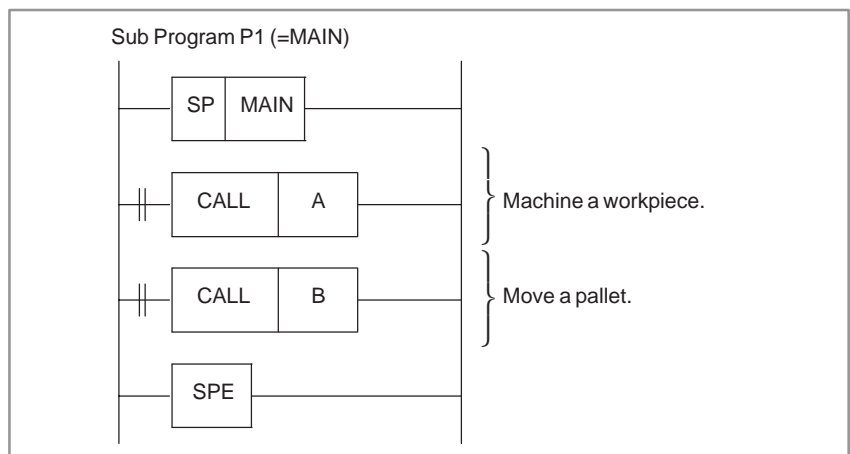 Sub Program P1 (=MAIN)
SP MAIN
CALL A
Machine a workpiece.
CALL B
Move a pallet.
SPE